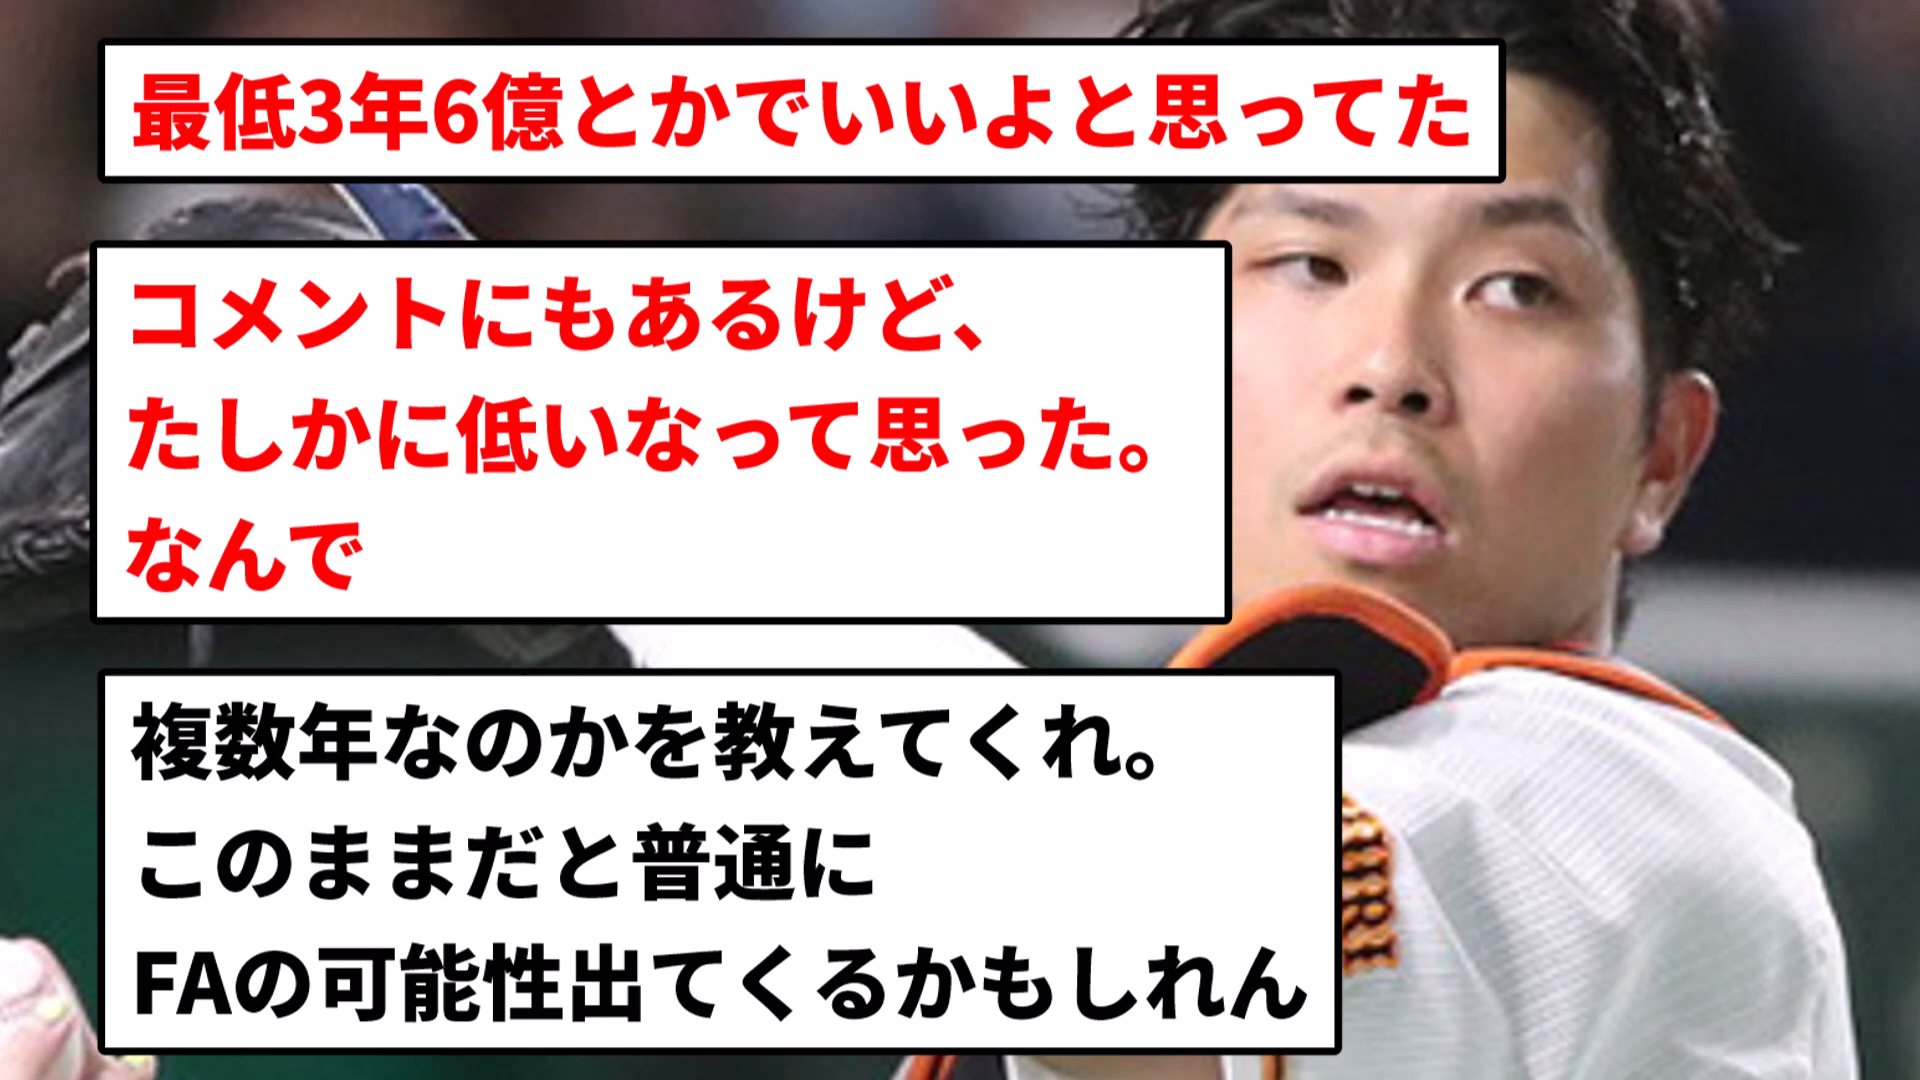 最低3年6億とかでいいよと思ってた
コメントにもあるけど、
たしかに低いなって思った。
なんで
複数年なのかを教えてくれ。
このままだと普通に
FAの可能性出てくるかもしれん